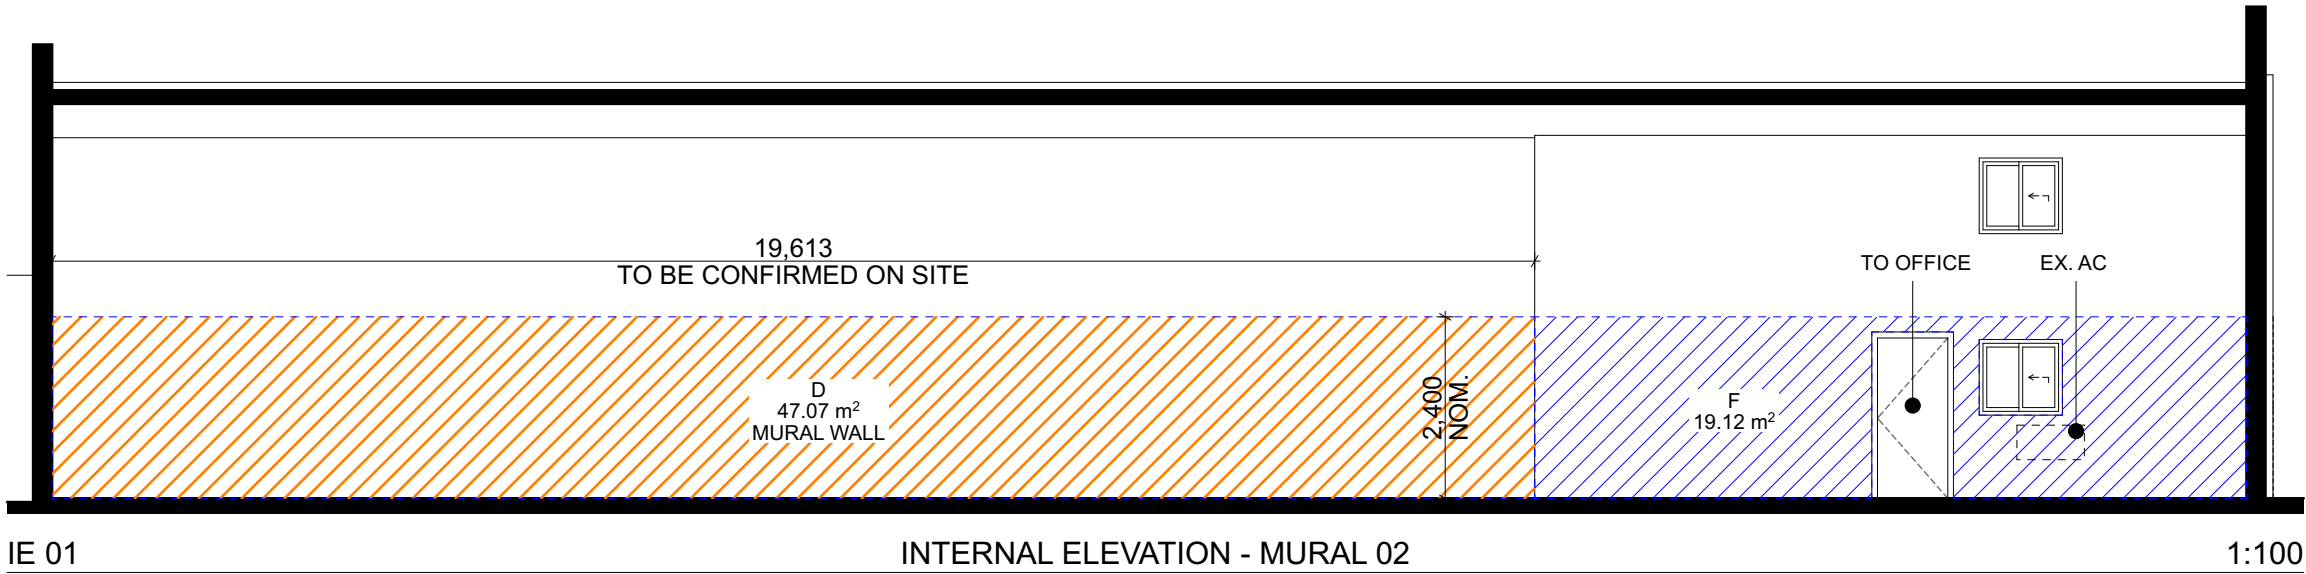 19,613
TO BE CONFIRMED ON SITE
TO OFFICE
EX. AC
D
47.07 m²
MURAL WALL
2,400
NOM.
F
19.12 m²
IE 01
INTERNAL ELEVATION - MURAL 02
1:100